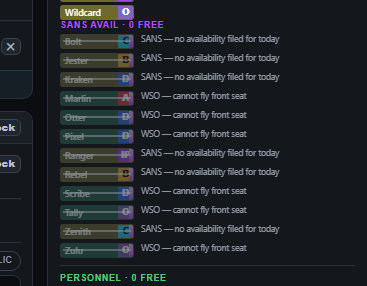 Wildcard O
SANS AVAIL · 0 FREE
Bolt C SANS — no availability filed for today
Jester B SANS — no availability filed for today
Kraken D SANS — no availability filed for today
Marlin A WSO — cannot fly front seat
Otter D WSO — cannot fly front seat
Pixel D WSO — cannot fly front seat
Ranger SANS — no availability filed for today
Rebel B SANS — no availability filed for today
Scribe D WSO — cannot fly front seat
Tally O WSO — cannot fly front seat
Zenith C SANS — no availability filed for today
Zulu O WSO — cannot fly front seat
PERSONNEL · 0 FREE
ock
ock
LIC